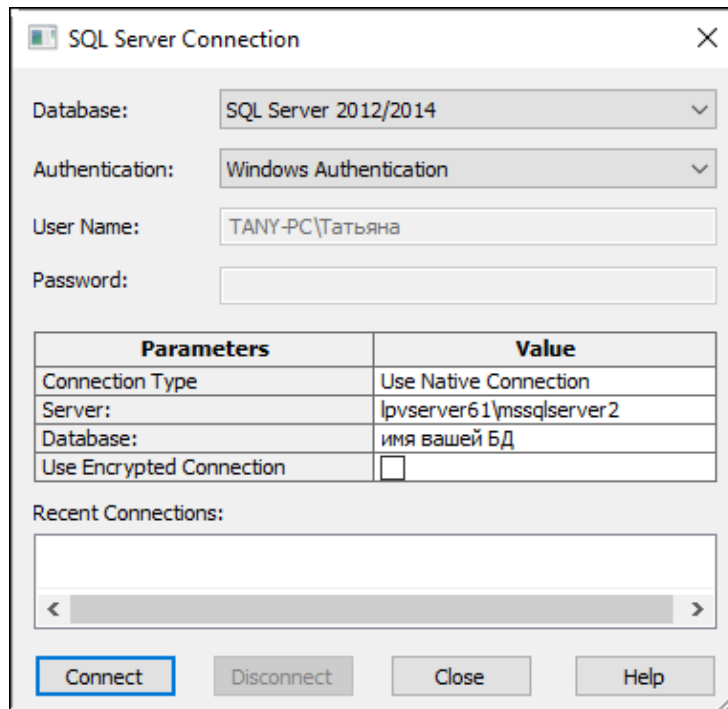 SQL Server Connection
Database: SQL Server 2012/2014
Authentication: Windows Authentication
User Name: TANY-PC\Татьяна
Password:
Parameters Value
Connection Type Use Native Connection
Server: lpvserver61\mssqlserver2
Database: имя вашей БД
Use Encrypted Connection
Recent Connections:
Connect Disconnect Close Help